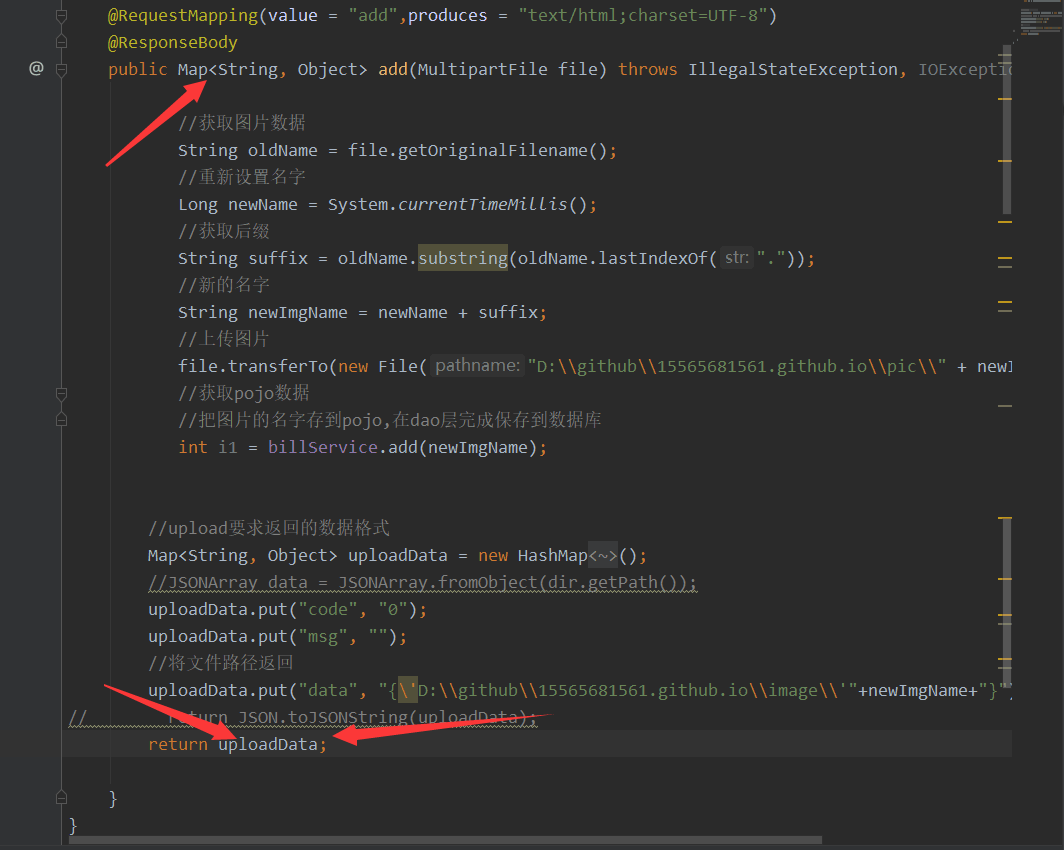 @RequestMapping(value = "add",produces = "text/html;charset=UTF-8")
@ResponseBody
@ public Map<String, Object> add(MultipartFile file) throws IllegalStateException, IOExceptio
//获取图片数据
String oldName = file.getOriginalFilename();
//重新设置名字
Long newName = System.currentTimeMillis();
//获取后缀
String suffix = oldName.substring(oldName.lastIndexOf( str: "."));
//新的名字
String newImgName = newName + suffix;
//上传图片
file.transferTo(new File( pathname: "D:\\github\\15565681561.github.io\\pic\\" + newI
//获取pojo数据
//把图片的名字存到pojo,在dao层完成保存到数据库
int i1 = billService.add(newImgName);
//upload要求返回的数据格式
Map<String, Object> uploadData = new HashMap<~>();
//JSONArray data = JSONArray.fromObject(dir.getPath());
uploadData.put("code", "0");
uploadData.put("msg", "");
//将文件路径返回
uploadData.put("data", "{\'D:\\github\\15565681561.github.io\\image\\'"+newImgName+"}"
// return JSON.toJSONString(uploadData);
return uploadData;
}
}